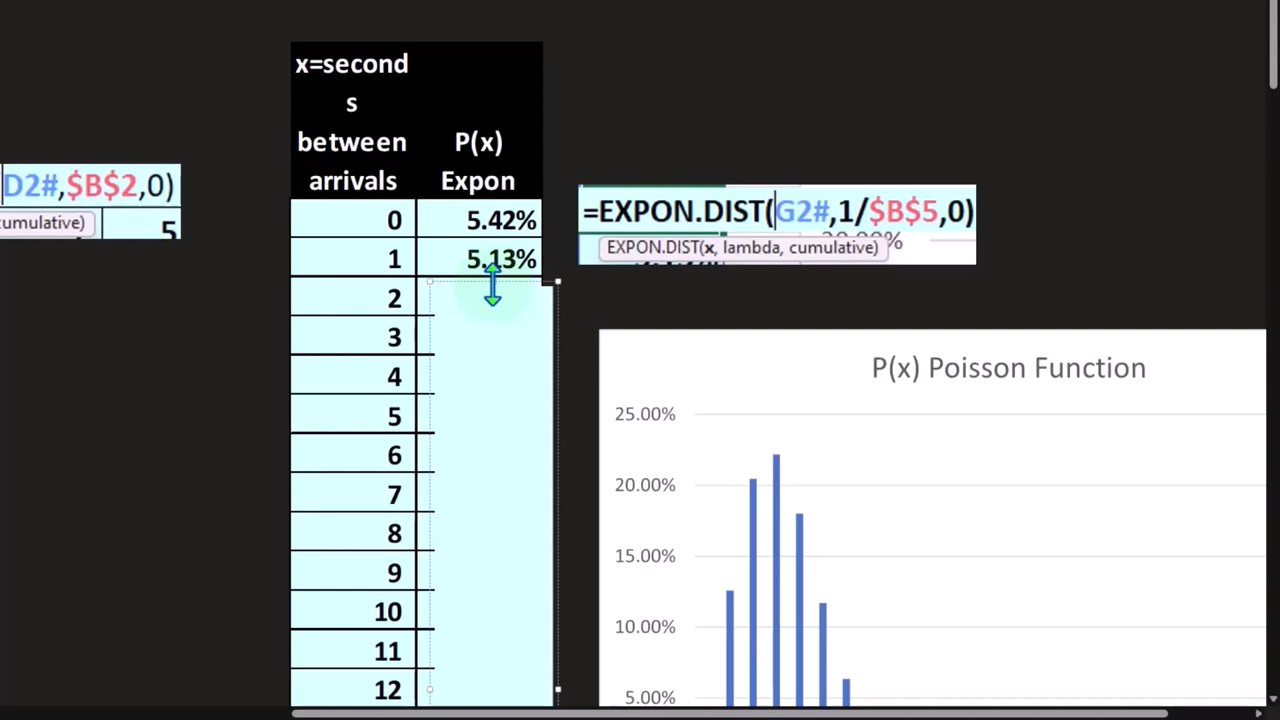 x=second
s
between
arrivals
P(x)
Expon
D2#,$B$2,0)
cumulative)
5
0 5.42%
1 5.13%
2
3
4
5
6
7
8
9
10
11
12
=EXPON.DIST(G2#,1/$B$5,0)
EXPON.DIST(x, lambda, cumulative)
P(x) Poisson Function
25.00%
20.00%
15.00%
10.00%
5.00%